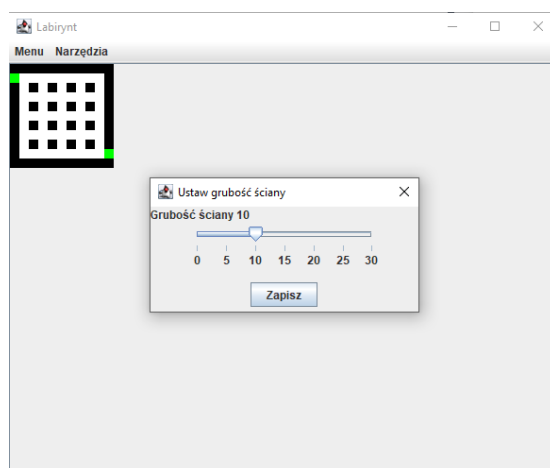 Labirynt
Menu Narzędzia
Ustaw grubość ściany
Grubość ściany 10
0 5 10 15 20 25 30
Zapisz